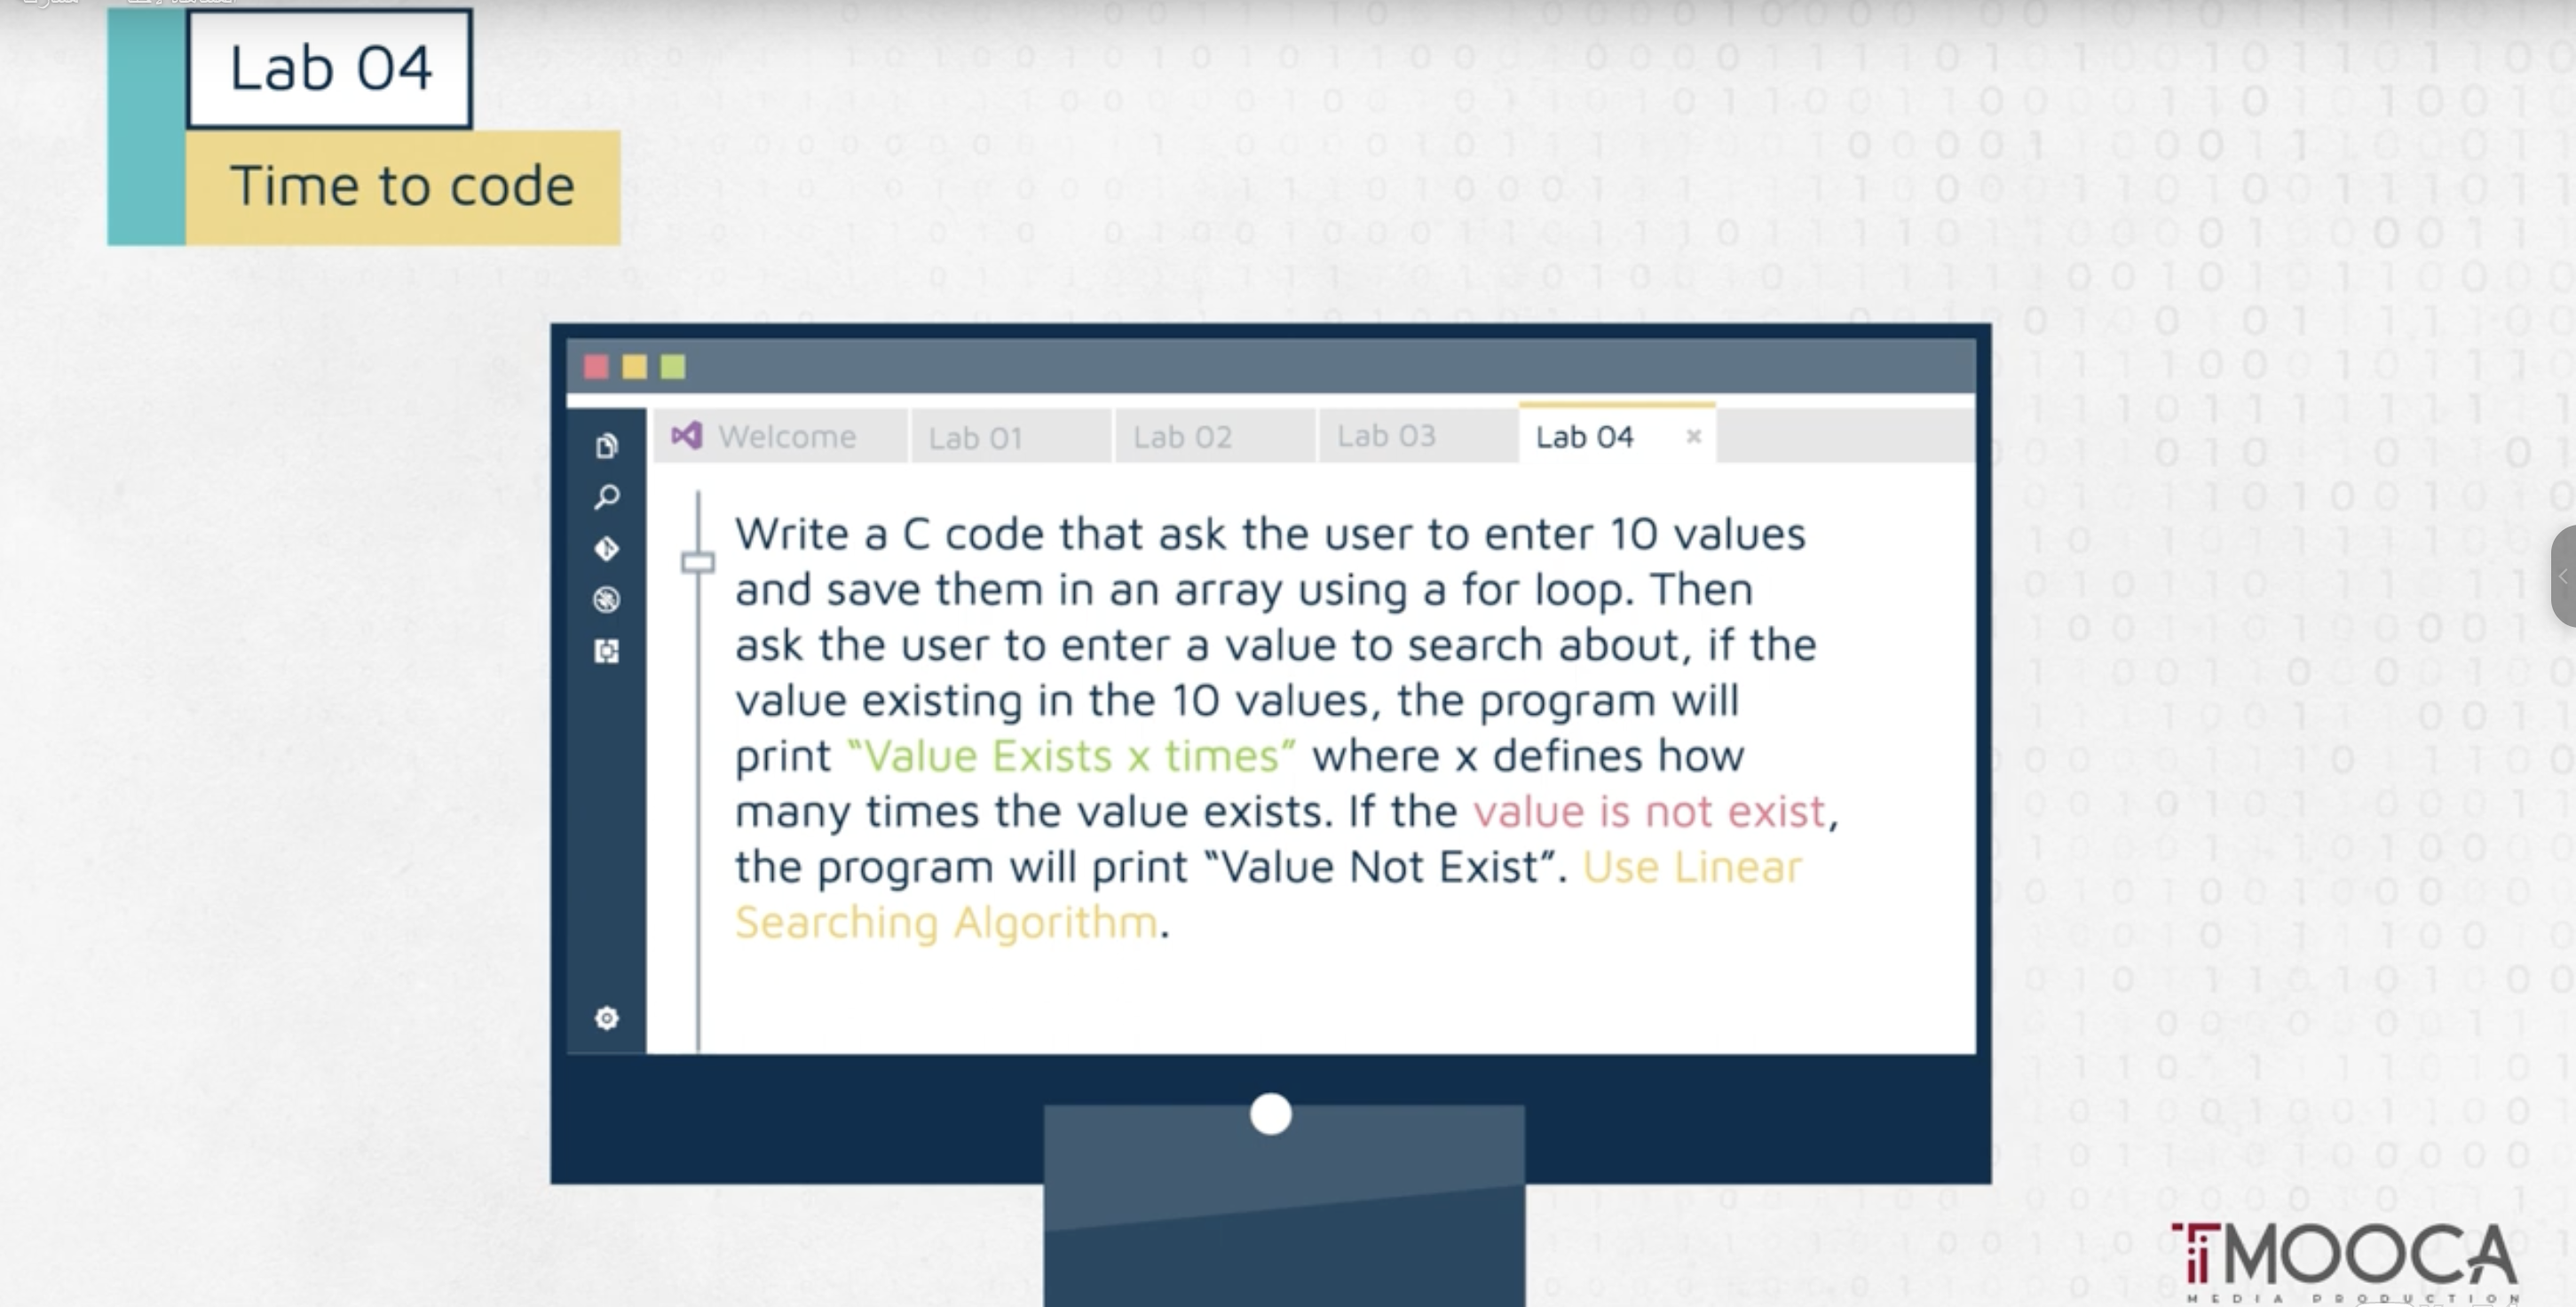 Lab 04
Time to code
Welcome
Lab 01
Lab 02
Lab 03
Lab 04
Write a C code that ask the user to enter 10 values
and save them in an array using a for loop. Then
ask the user to enter a value to search about, if the
value existing in the 10 values, the program will
print “Value Exists x times” where x defines how
many times the value exists. If the value is not exist,
the program will print “Value Not Exist”. Use Linear
Searching Algorithm.
MOOCA
MEDIA PRODUCTION